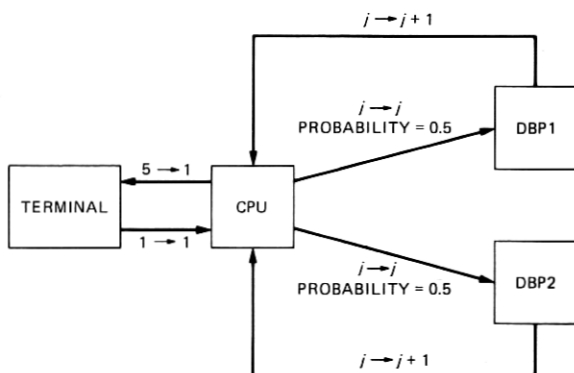 j → j + 1
j → j
PROBABILITY = 0.5
DBP1
5 → 1
TERMINAL
CPU
1 → 1
j → j
PROBABILITY = 0.5
DBP2
j → j + 1